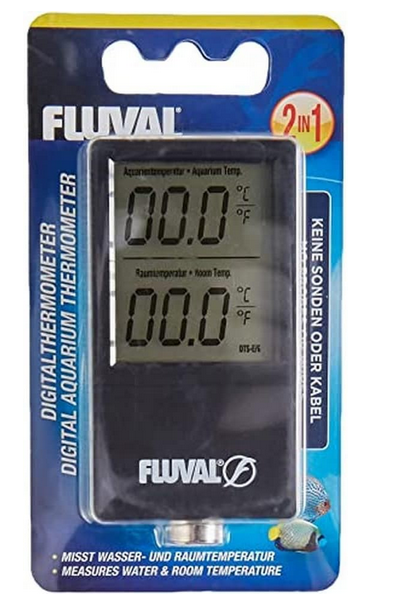 FLUVAL®
2 IN 1
DIGITALTHERMOMETER
DIGITAL AQUARIUM THERMOMETER
Aquarientemperatur • Aquarium Temp.
00.0 °C
°F
Raumtemperatur • Room Temp.
00.0 °C
°F
DTS-E/G
KEINE SONDEN ODER KABEL
FLUVAL®
• MISST WASSER- UND RAUMTEMPERATUR
• MEASURES WATER & ROOM TEMPERATURE